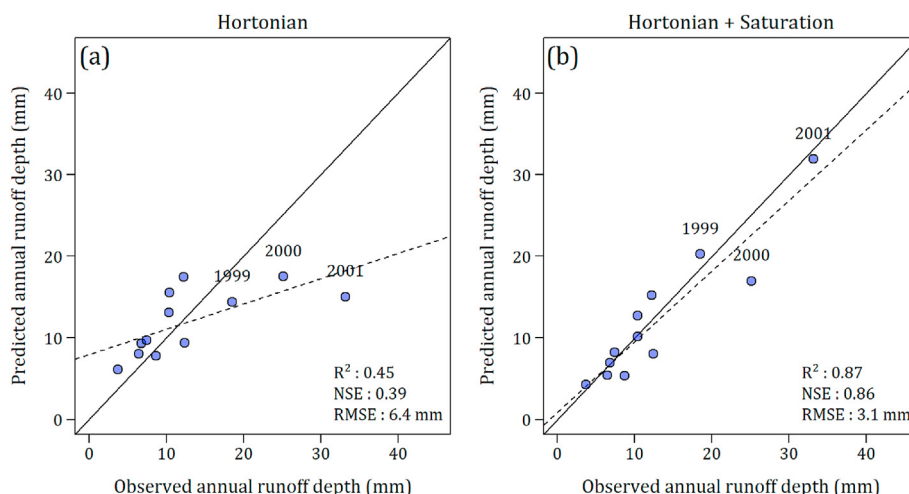 Hortonian
(a)
Predicted annual runoff depth (mm)
40
30
20
10
0
1999
2000
2001
R² : 0.45
NSE : 0.39
RMSE : 6.4 mm
0 10 20 30 40
Observed annual runoff depth (mm)
Hortonian + Saturation
(b)
Predicted annual runoff depth (mm)
40
30
20
10
0
2001
1999
2000
R² : 0.87
NSE : 0.86
RMSE : 3.1 mm
0 10 20 30 40
Observed annual runoff depth (mm)